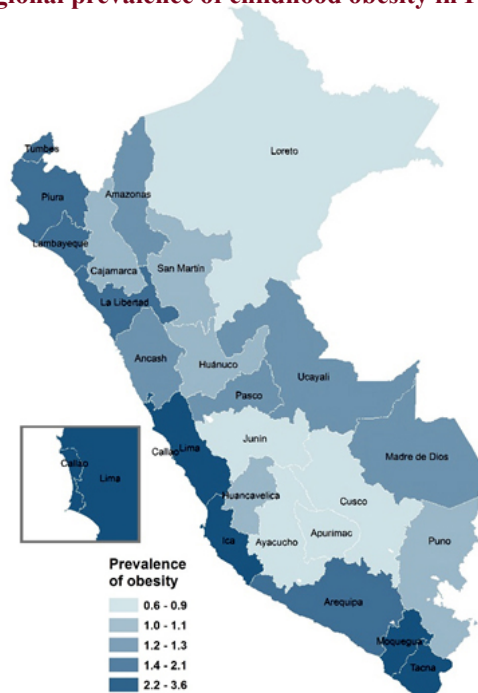 gional prevalence of childhood obesity in
Loreto
Tumbes
Piura
Amazonas
Lambayeque
Cajamarca
San Martín
La Libertad
Ancash
Huánuco
Ucayali
Pasco
Junín
Callao
Lima
Madre de Dios
Callao
Lima
Huancavelica
Cusco
Ica
Ayacucho
Apurimac
Puno
Arequipa
Moquegua
Tacna
Prevalence
of obesity
0.6 - 0.9
1.0 - 1.1
1.2 - 1.3
1.4 - 2.1
2.2 - 3.6